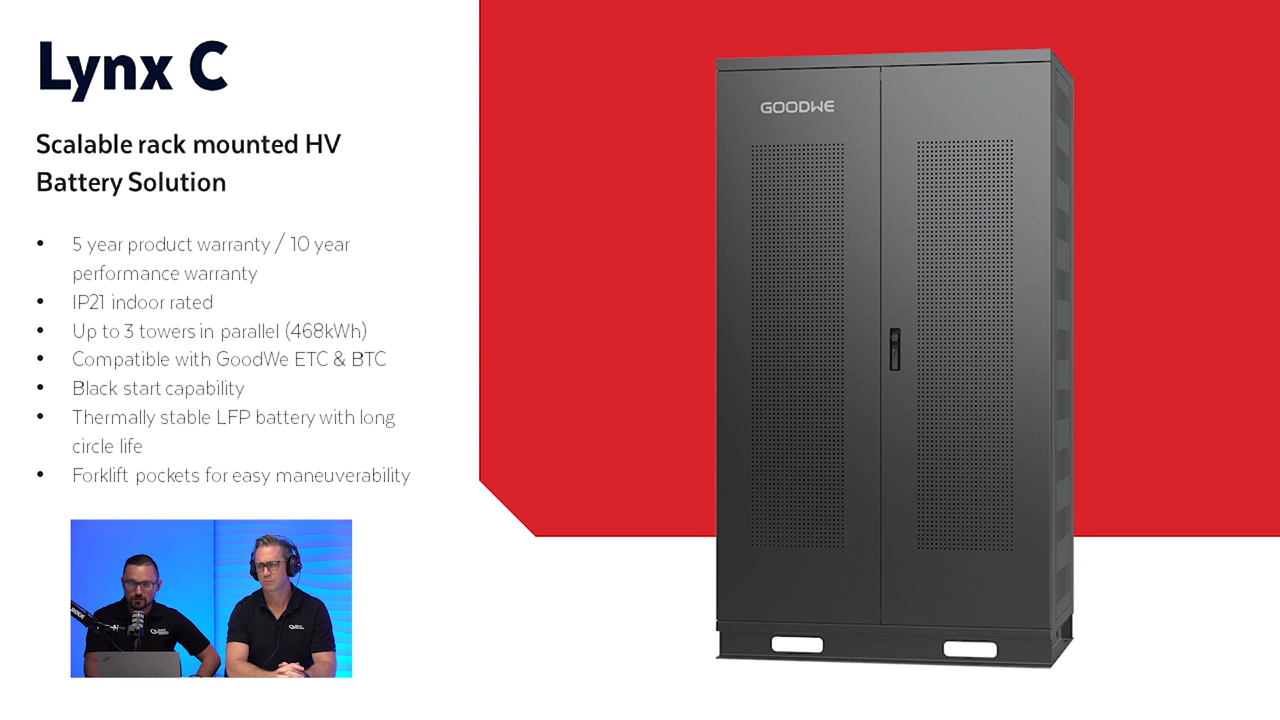 Lynx C
Scalable rack mounted HV
Battery Solution
• 5 year product warranty / 10 year
performance warranty
• IP21 indoor rated
• Up to 3 towers in parallel (468kWh)
• Compatible with GoodWe ETC & BTC
• Black start capability
• Thermally stable LFP battery with long
circle life
• Forklift pockets for easy maneuverability
GOODWE
RODE